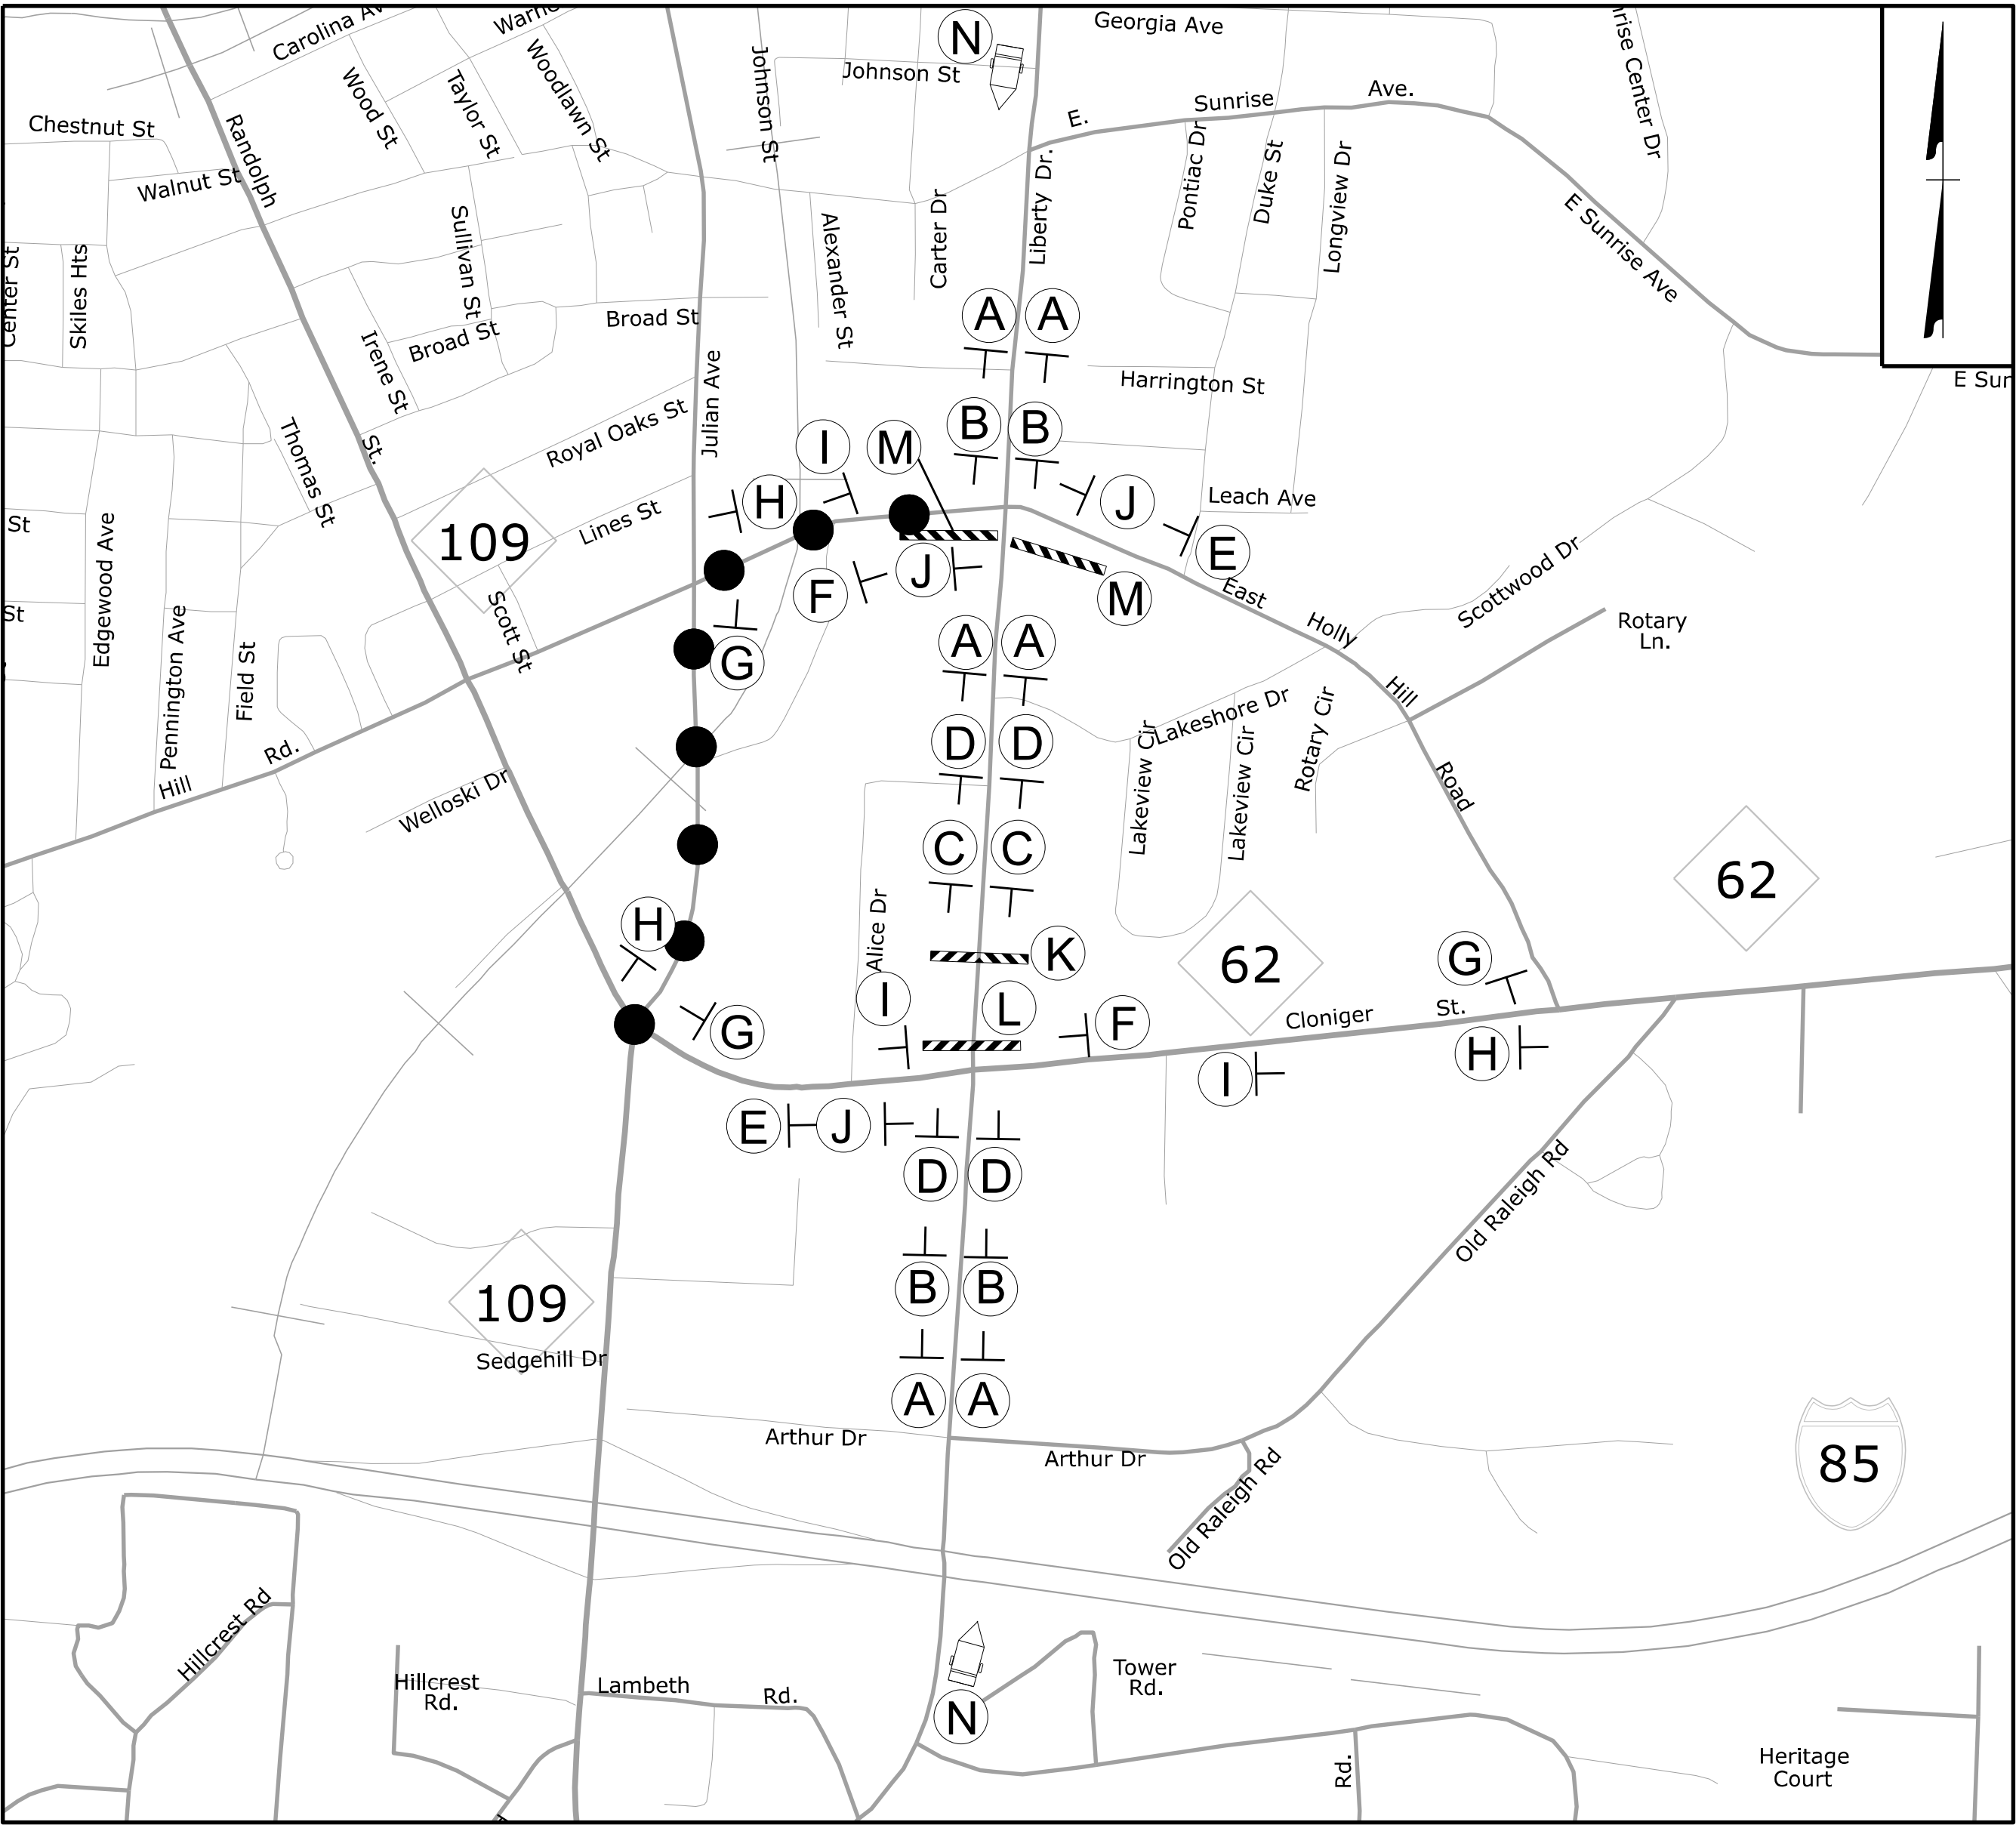 Carolina Av
Warne
N
Georgia Ave
Johnson St
Johnson St
Wood St
Taylor St
Woodlawn St
Chestnut St
Randolph
Walnut St
E.
Sunrise
Ave.
rise Center Dr
Pontiac Dr
Duke St
Longview Dr
Liberty Dr.
Carter Dr
Alexander St
Sullivan St
E Sunrise Ave
Center St
Skiles Hts
Irene St
Broad St
Broad St
A
A
Julian Ave
Harrington St
E Sur
Thomas St
St.
Royal Oaks St
I
M
B
B
H
J
Leach Ave
109
Lines St
St
E
F
J
M
East
Edgewood Ave
Scott St
St
Pennington Ave
Field St
G
A
A
Holly
Scottwood Dr
Rotary
Ln.
Hill
Rd.
Hill
Welloski Dr
D
D
Lakeshore Dr
Lakeview Cir
Lakeview Cir
Rotary Cir
Road
C
C
62
H
Alice Dr
K
62
G
I
L
F
Cloniger
St.
G
H
I
E
J
D
D
Old Raleigh Rd
109
B
B
Sedgehill Dr
A
A
Arthur Dr
Arthur Dr
Old Raleigh Rd
85
Hillcrest Rd
Hillcrest
Rd.
Lambeth
Rd.
N
Tower
Rd.
Rd.
Heritage
Court